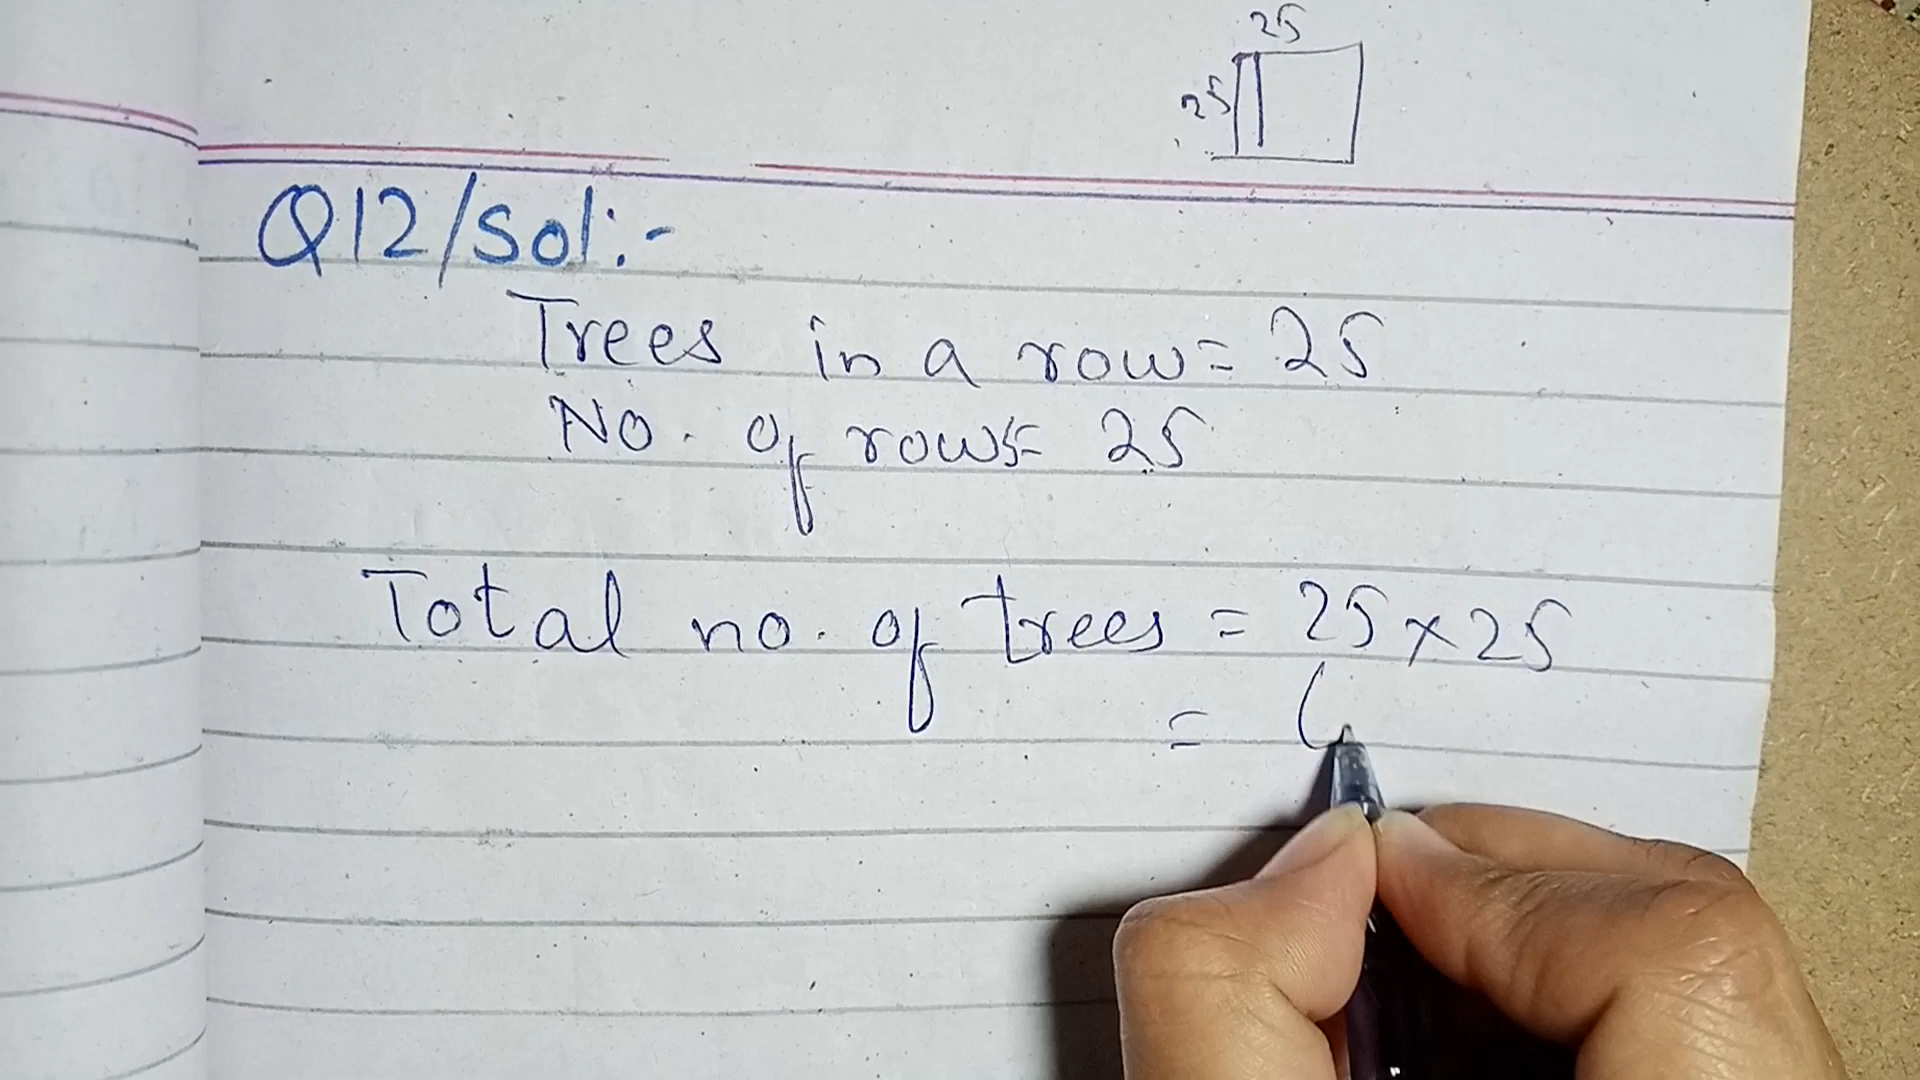 25
25
Q12/Sol:-
Trees in a row = 25
No. of rows = 25
Total no. of trees = 25 × 25
= (